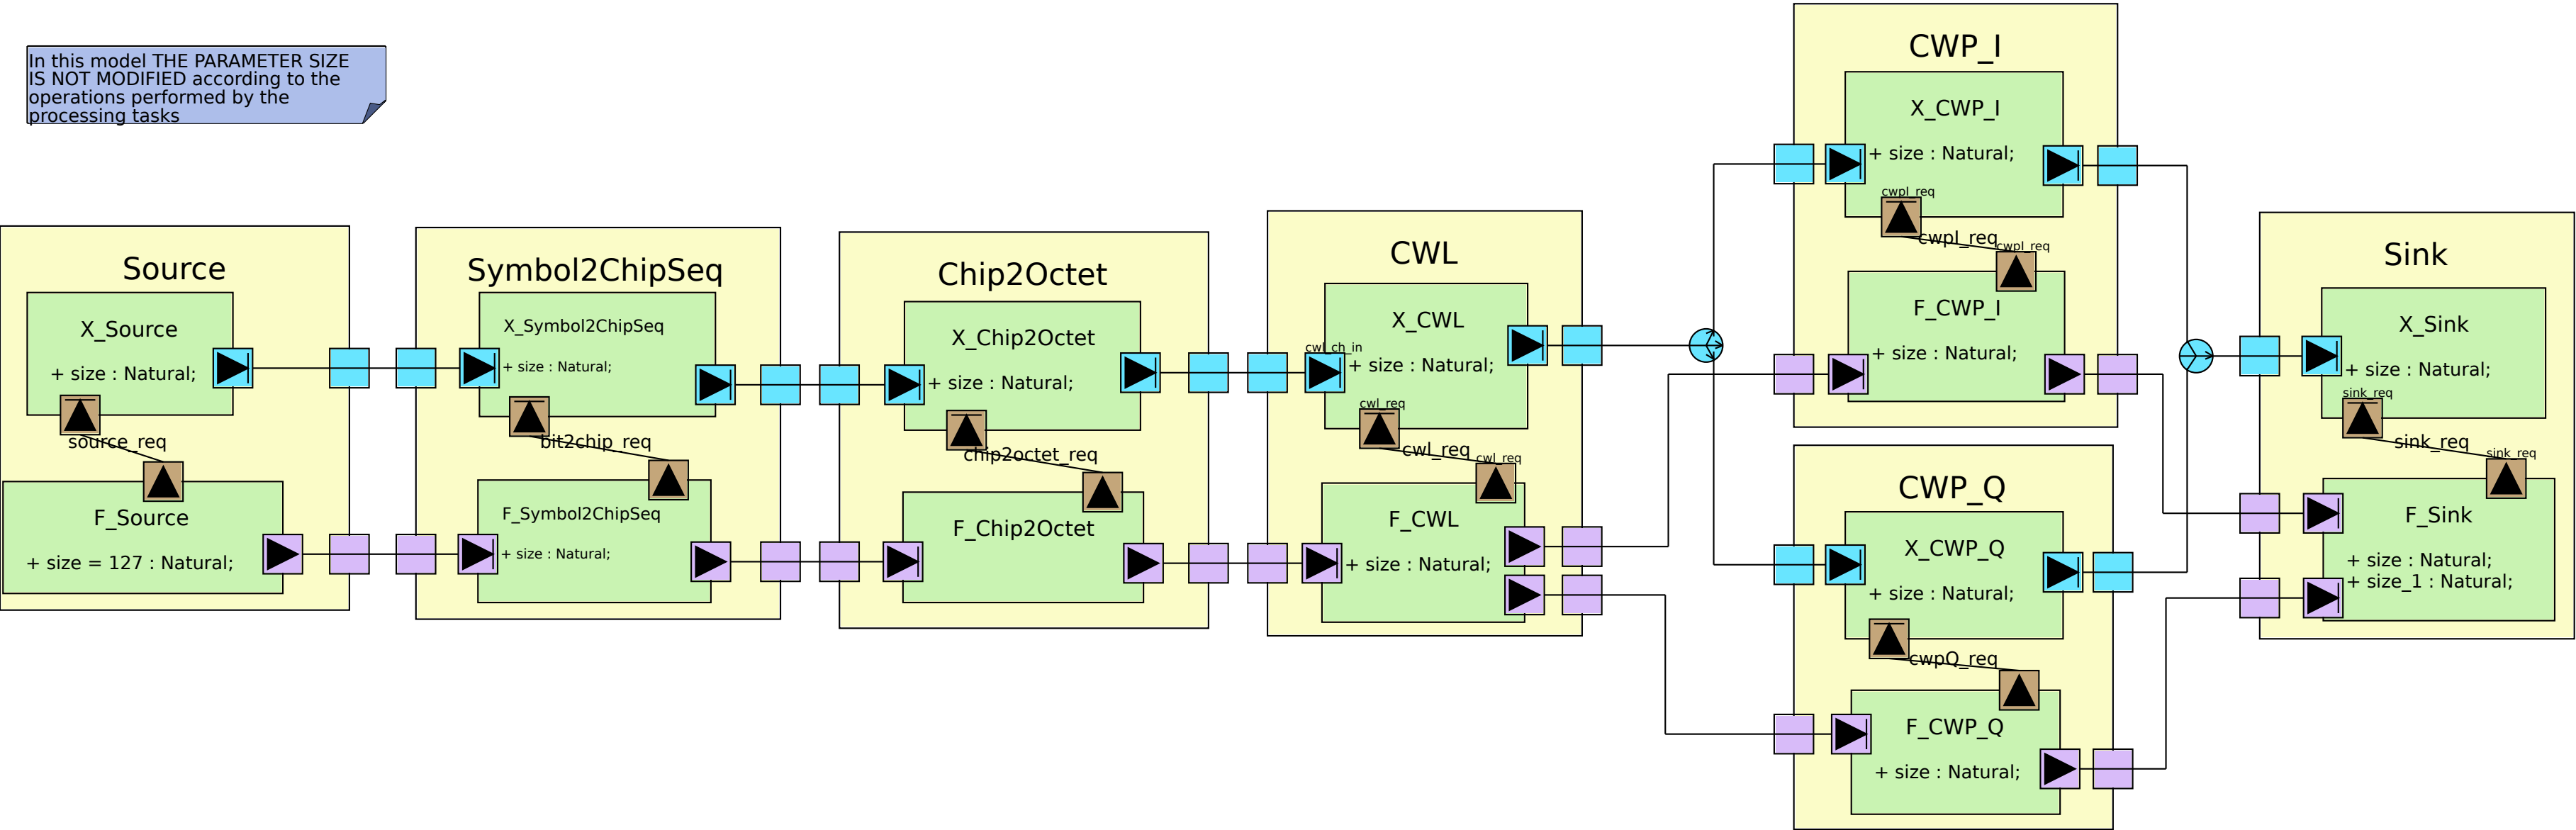 In this model THE PARAMETER SIZE
IS NOT MODIFIED according to the
operations performed by the
processing tasks
Source
X_Source
+ size : Natural;
source_req
F_Source
+ size = 127 : Natural;
Symbol2ChipSeq
X_Symbol2ChipSeq
+ size : Natural;
bit2chip_req
F_Symbol2ChipSeq
+ size : Natural;
Chip2Octet
X_Chip2Octet
+ size : Natural;
chip2octet_req
F_Chip2Octet
CWL
X_CWL
cwl_ch_in
+ size : Natural;
cwl_req
cwl_req
cwl_req
F_CWL
+ size : Natural;
CWP_I
X_CWP_I
+ size : Natural;
cwpI_req
cwpI_req
cwpI_req
F_CWP_I
+ size : Natural;
CWP_Q
X_CWP_Q
+ size : Natural;
cwpQ_req
F_CWP_Q
+ size : Natural;
Sink
X_Sink
+ size : Natural;
sink_req
sink_req
sink_req
F_Sink
+ size : Natural;
+ size_1 : Natural;